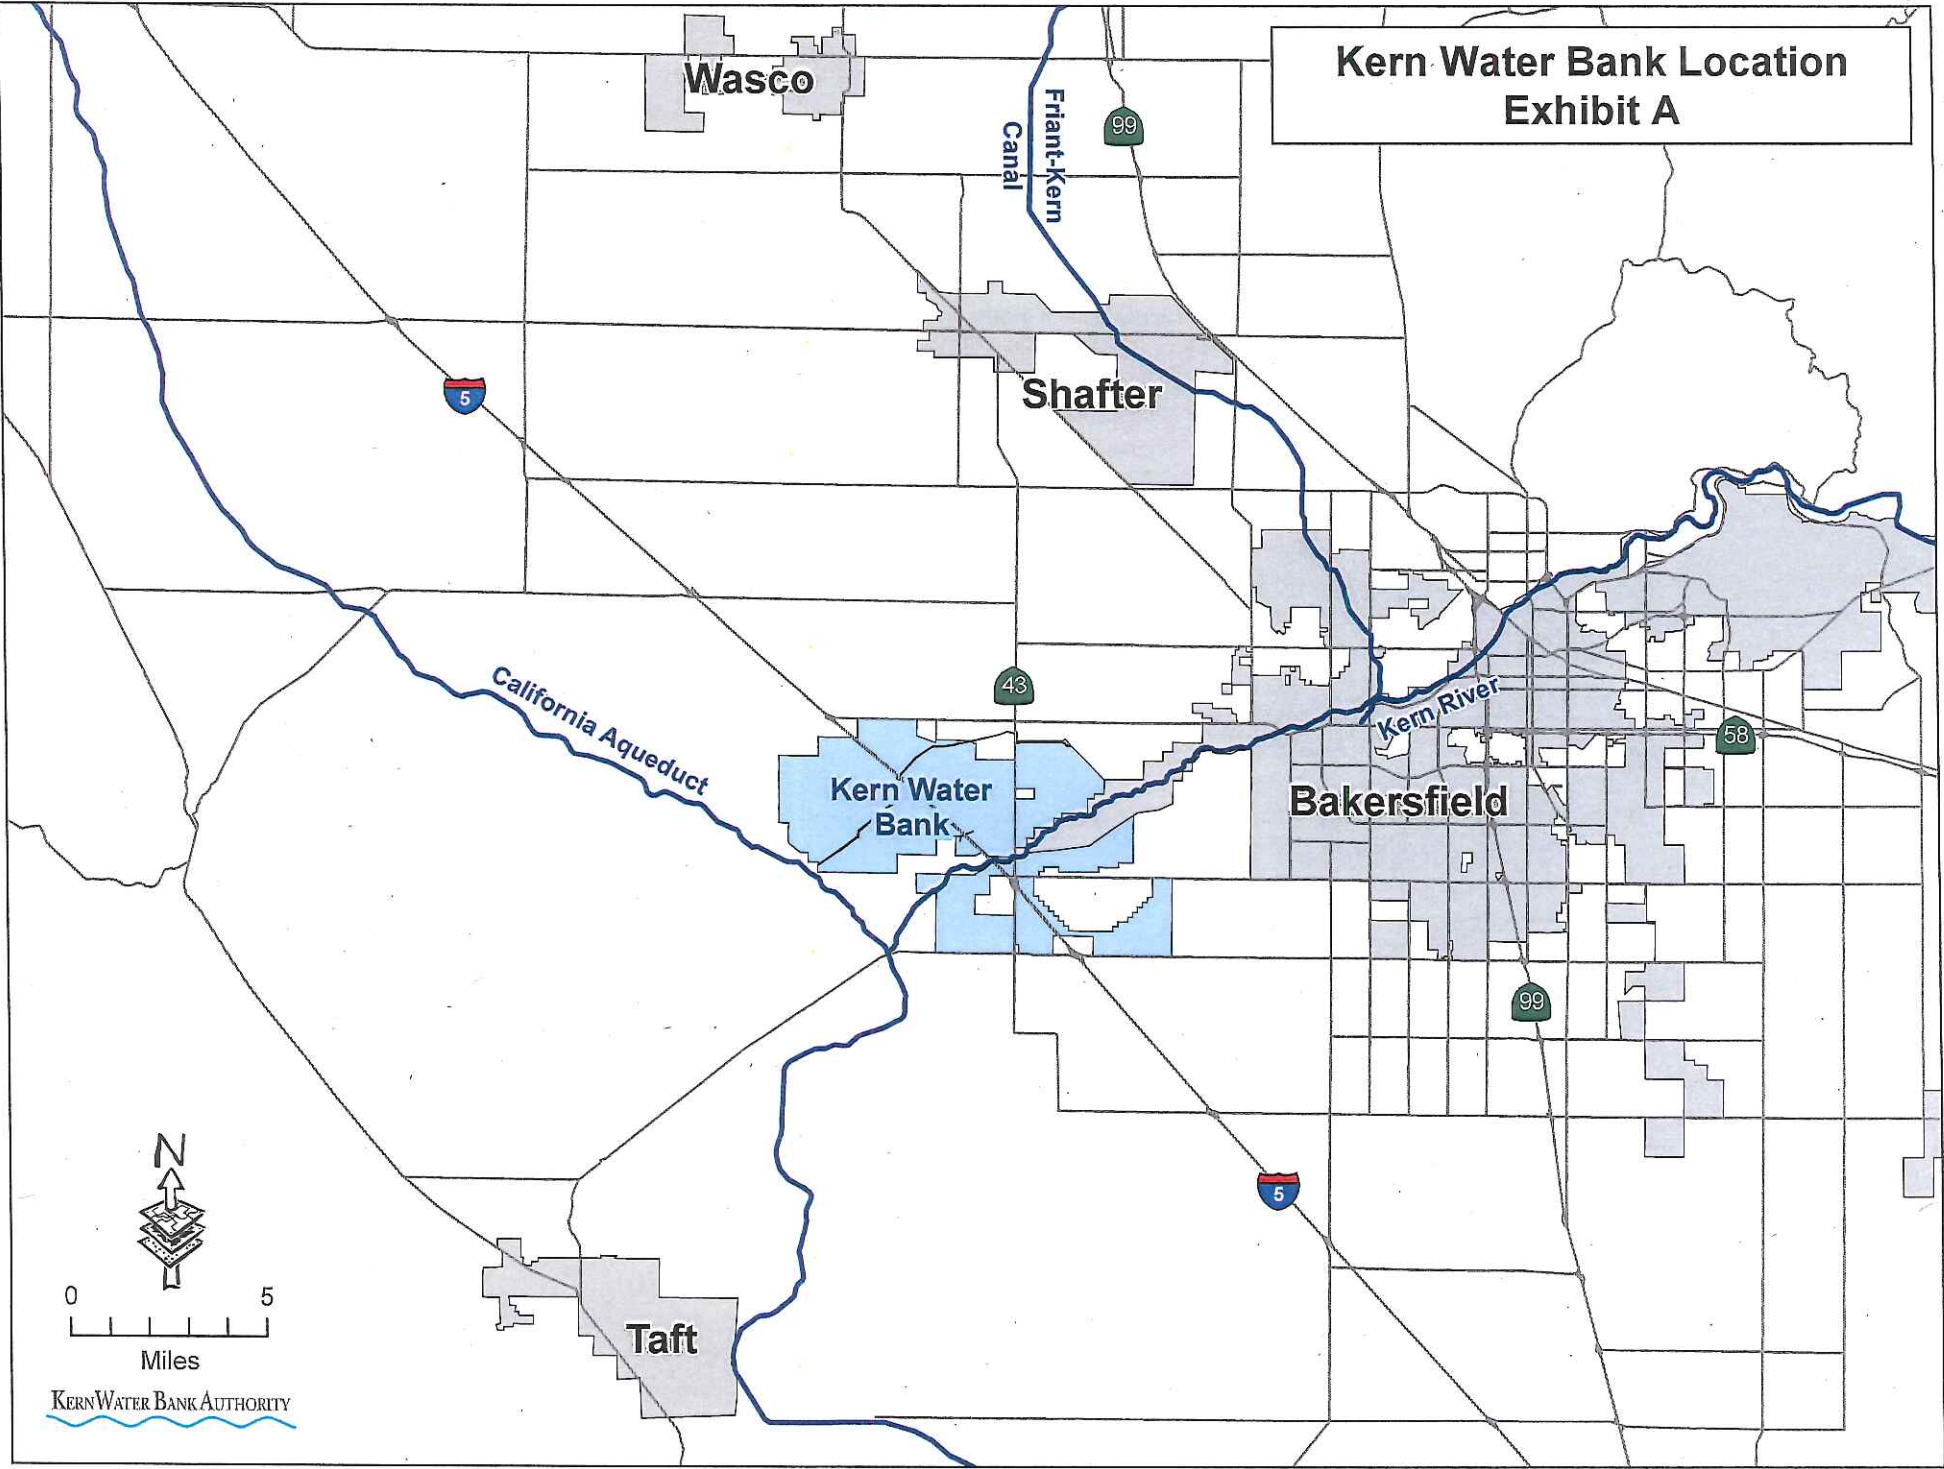 Kern Water Bank Location
Exhibit A
Wasco
Friant-Kern
Canal
99
5
Shafter
California Aqueduct
43
Kern River
58
Kern Water
Bank
Bakersfield
99
N
5
0 5
Miles
Taft
KERN WATER BANK AUTHORITY